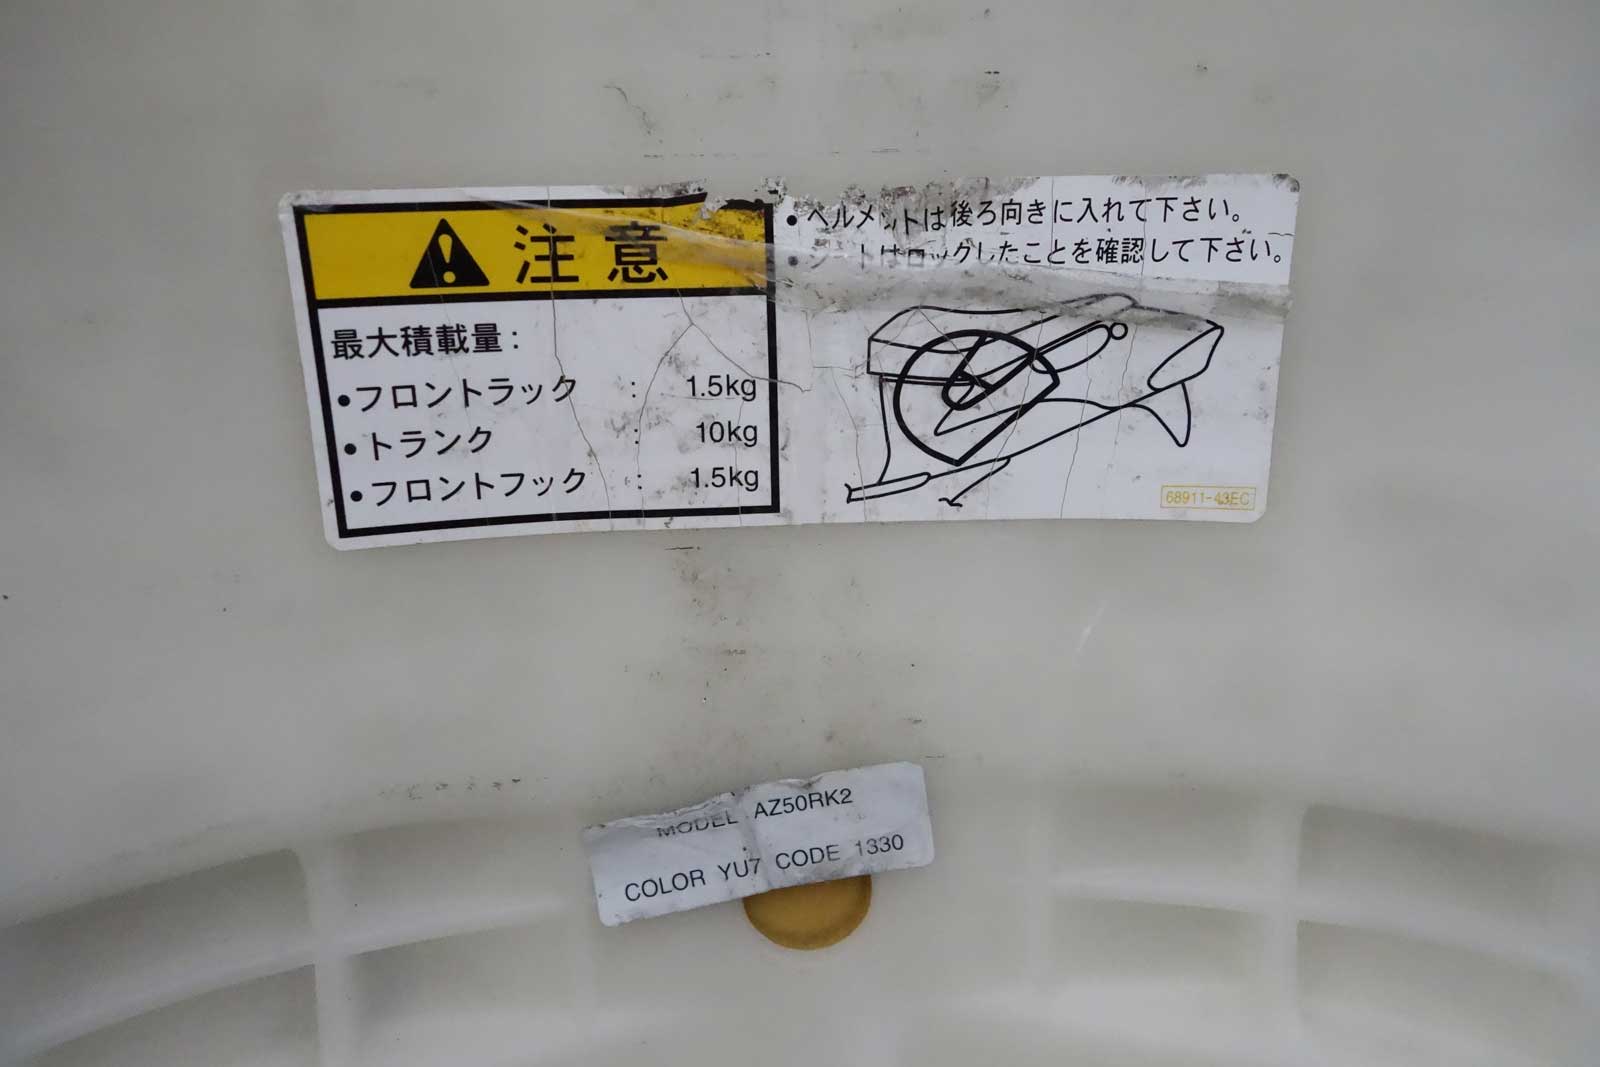 注意
最大積載量:
•フロントラック : 1.5kg
•トランク : 10kg
•フロントフック : 1.5kg
•ヘルメットは後ろ向きに入れて下さい。
•シートはロックしたことを確認して下さい。
68911-43EC
MODEL AZ50RK2
COLOR YU7 CODE 1330